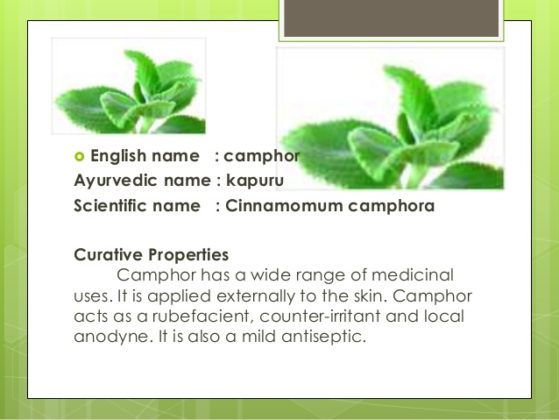 English name : camphor
Ayurvedic name : kapuru
Scientific name : Cinnamomum camphora
Curative Properties
Camphor has a wide range of medicinal
uses. It is applied externally to the skin. Camphor
acts as a rubefacient, counter-irritant and local
anodyne. It is also a mild antiseptic.